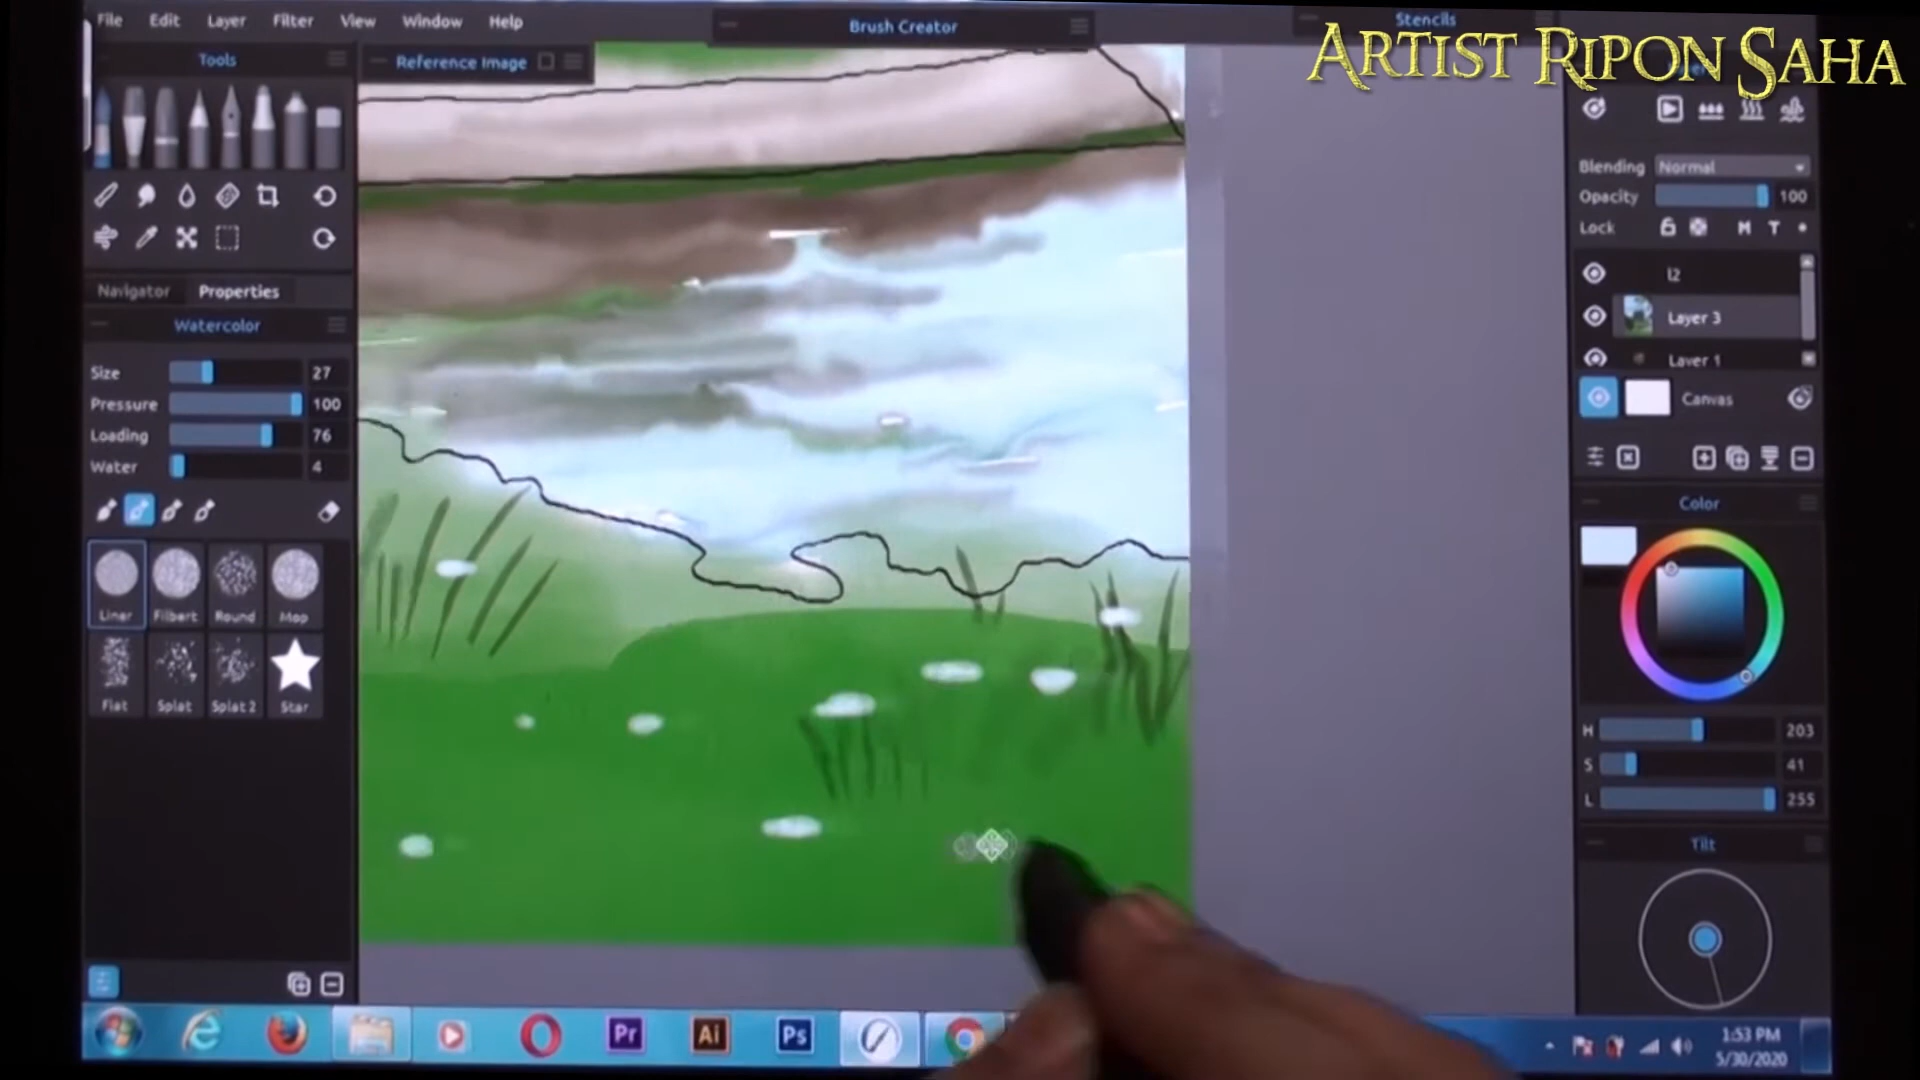 File Edit Layer Filter View Window Help
Brush Creator
Stencils
ARTIST RIPON SAHA
Tools
Reference Image
Blending Normal
Opacity 100
Lock M T
l2
Layer 3
Layer 1
Canvas
Navigator Properties
Watercolor
Size 27
Pressure 100
Loading 76
Water 4
Liner Filbert Round Mop
Flat Splat Splat 2 Star
Color
H 203
S 41
L 255
Tilt
Pr Ai Ps
1:53 PM
5/30/2020